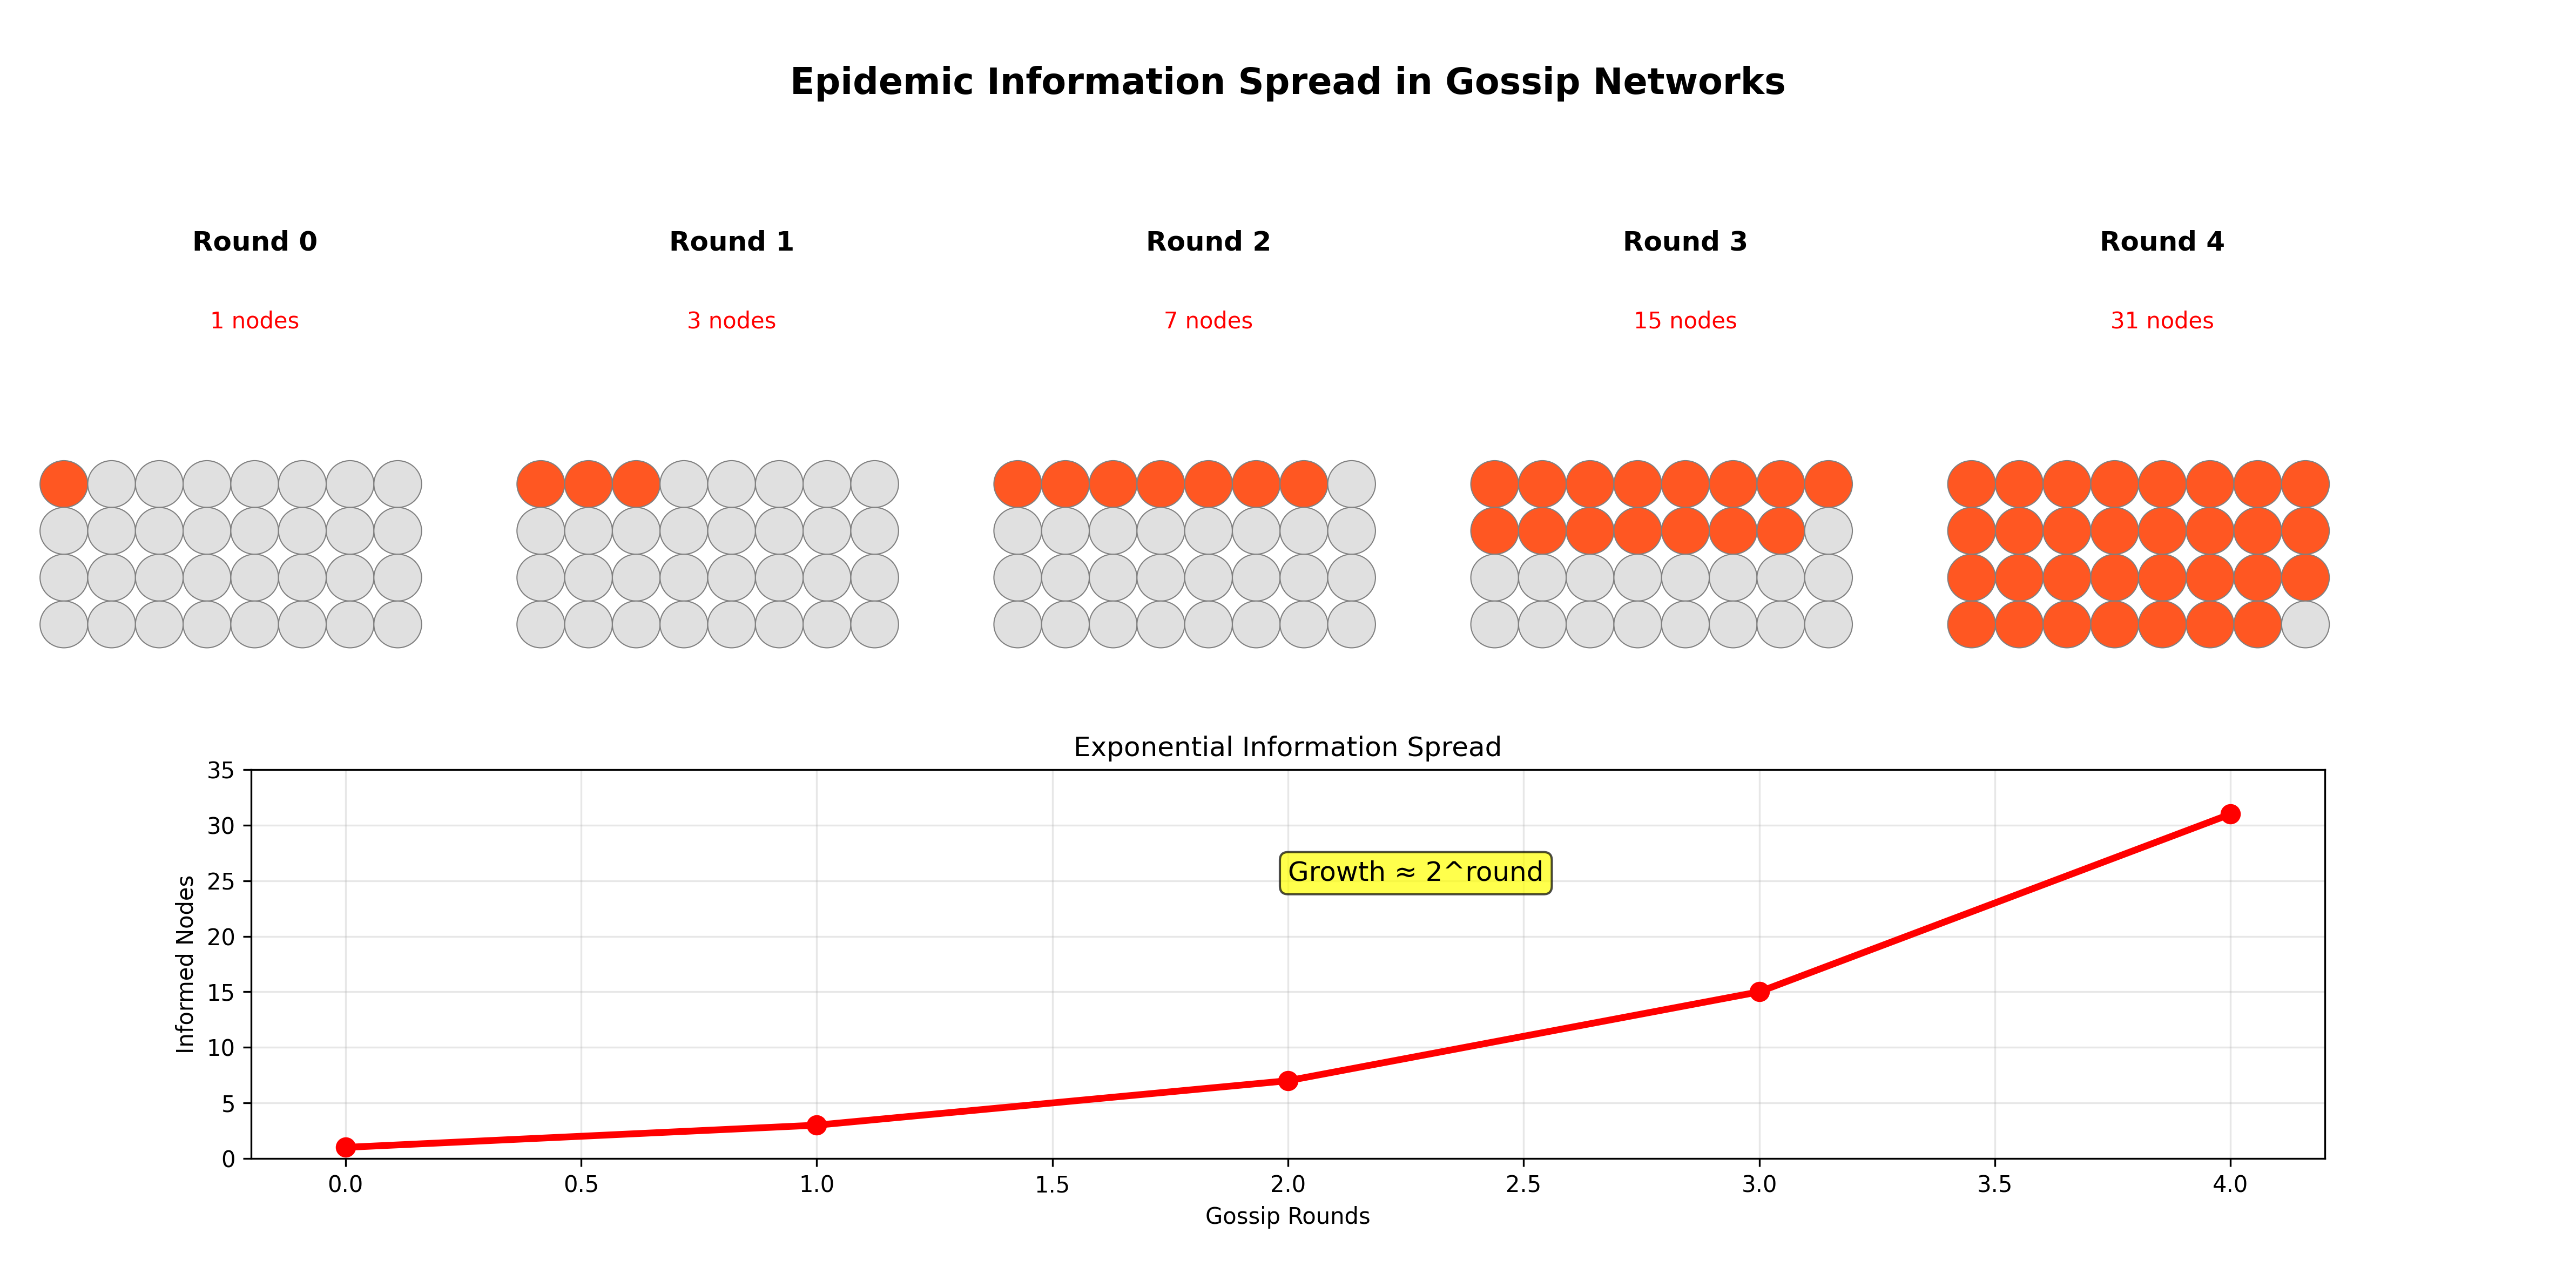 Epidemic Information Spread in Gossip Networks
Round 0
Round 1
Round 2
Round 3
Round 4
1 nodes
3 nodes
7 nodes
15 nodes
31 nodes
Exponential Information Spread
35
30
25
20
15
10
5
0
Informed Nodes
Growth ≈ 2^round
0.0
0.5
1.0
1.5
2.0
2.5
3.0
3.5
4.0
Gossip Rounds